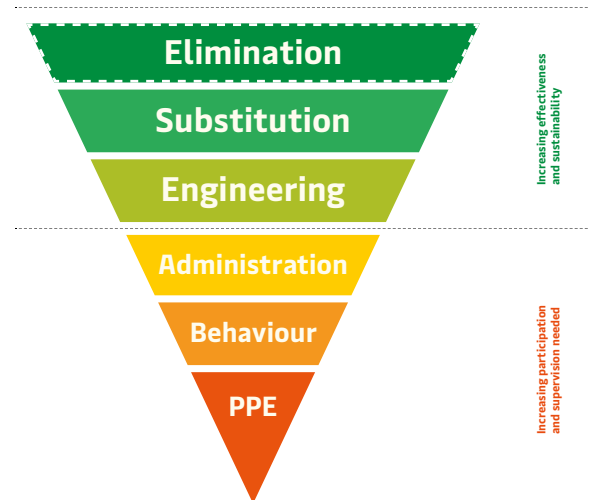 Elimination
Substitution
Engineering
Administration
Behaviour
PPE
Increasing effectiveness
and sustainability
Increasing participation
and supervision needed